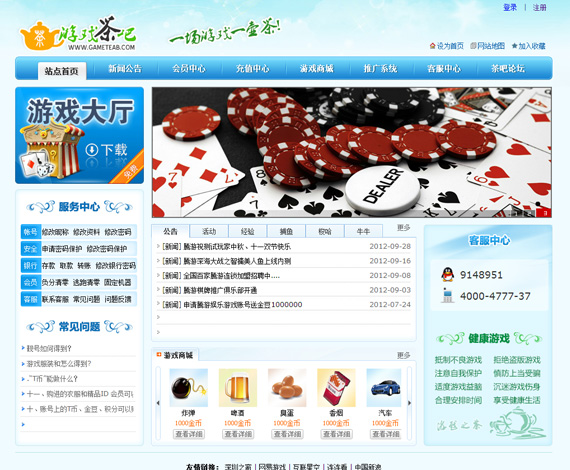 登录 | 注册
游戏茶吧
WWW.GAMETEAB.COM
一场游戏一壶茶!
设为首页 网站地图 加入收藏
站点首页 新闻公告 会员中心 充值中心 游戏商城 推广系统 客服中心 茶吧论坛
游戏大厅
下载
免费
DEALER
3
服务中心
帐号 修改昵称 修改资料 修改密码
安全 申请密码保护 修改密码保护
银行 存款 取款 转账 修改银行密码
会员 负分清零 逃跑清零 固定机器
客服 联系客服 常见问题 问题反馈
常见问题
靓号如何得到?
游戏服装和怎么得到?
"T币"能做什么?
十一、购进的衣服和精品ID 会员可以
十、账号上的T币、金豆、积分可以
公告 活动 经验 捕鱼 梭哈 牛牛 更多
[新闻] 腾游祝测试玩家中秋、十一双节快乐 2012-09-28
[新闻] 腾游深海大战之智擒美人鱼上线内测 2012-09-16
[新闻] 全国百家腾游连锁加盟招聘中.... 2012-09-08
[新闻] 腾游棋牌推广俱乐部开通 2012-09-03
[新闻] 申请腾游娱乐游戏账号送金豆1000000 2012-07-24
游戏商城 更多
炸弹 啤酒 臭蛋 香烟 汽车
1000金币 1000金币 1000金币 1000金币 1000金币
查看详细 查看详细 查看详细 查看详细 查看详细
客服中心
9148951
4000-4777-37
健康游戏
抵制不良游戏 拒绝盗版游戏
注意自我保护 慎防上当受骗
适度游戏益脑 沉迷游戏伤身
合理安排时间 享受健康生活
游戏之茶
友情链接: 深圳之窗 | 网易游戏 | 互联星空 | 连连看 | 中国新浪